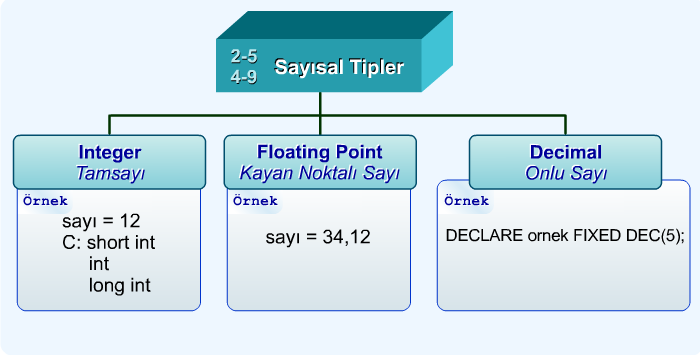 2-5
4-9
Sayısal Tipler
Integer
Tamsayı
Örnek
sayı = 12
C: short int
int
long int
Floating Point
Kayan Noktalı Sayı
Örnek
sayı = 34,12
Decimal
Onlu Sayı
Örnek
DECLARE ornek FIXED DEC(5);